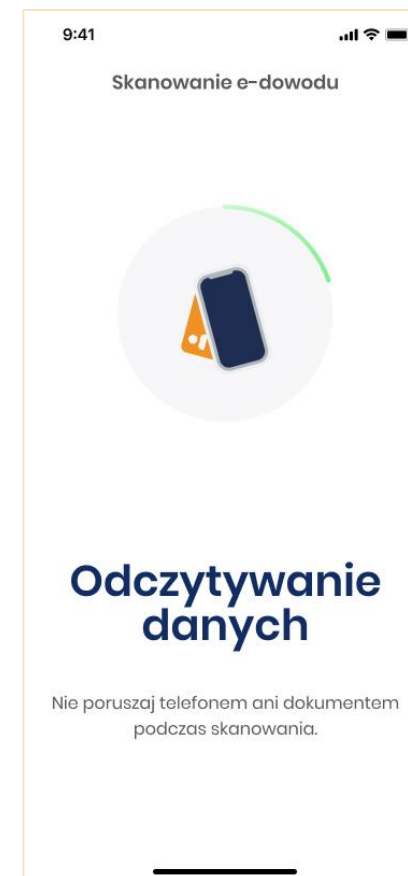 9:41
Skanowanie e-dowodu
Odczytywanie
danych
Nie poruszaj telefonem ani dokumentem
podczas skanowania.